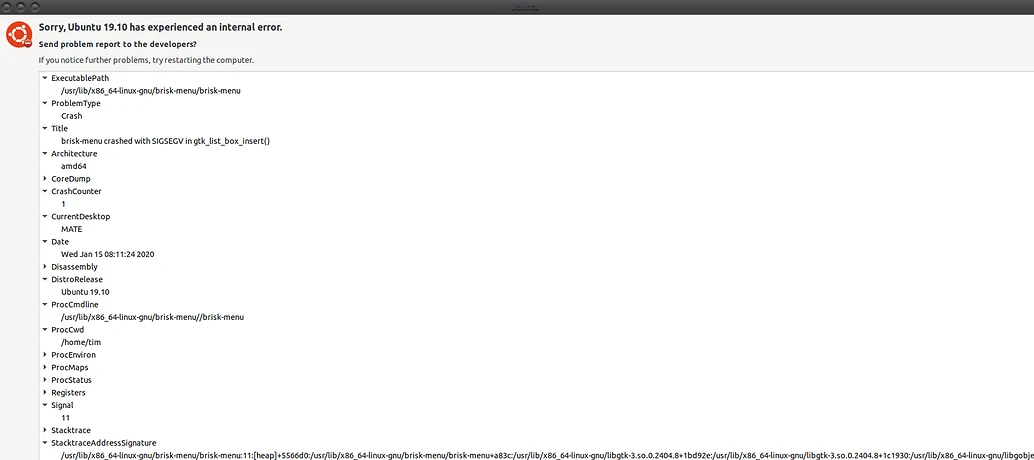 Ubuntu
Sorry, Ubuntu 19.10 has experienced an internal error.
Send problem report to the developers?
If you notice further problems, try restarting the computer.
ExecutablePath
/usr/lib/x86_64-linux-gnu/brisk-menu/brisk-menu
ProblemType
Crash
Title
brisk-menu crashed with SIGSEGV in gtk_list_box_insert()
Architecture
amd64
CoreDump
CrashCounter
1
CurrentDesktop
MATE
Date
Wed Jan 15 08:11:24 2020
Disassembly
DistroRelease
Ubuntu 19.10
ProcCmdline
/usr/lib/x86_64-linux-gnu/brisk-menu//brisk-menu
ProcCwd
/home/tim
ProcEnviron
ProcMaps
ProcStatus
Registers
Signal
11
Stacktrace
StacktraceAddressSignature
/usr/lib/x86_64-linux-gnu/brisk-menu/brisk-menu:11:[heap]+5566d0:/usr/lib/x86_64-linux-gnu/brisk-menu/brisk-menu+a83c:/usr/lib/x86_64-linux-gnu/libgtk-3.so.0.2404.8+1bd92e:/usr/lib/x86_64-linux-gnu/libgtk-3.so.0.2404.8+1c1930:/usr/lib/x86_64-linux-gnu/libgobje